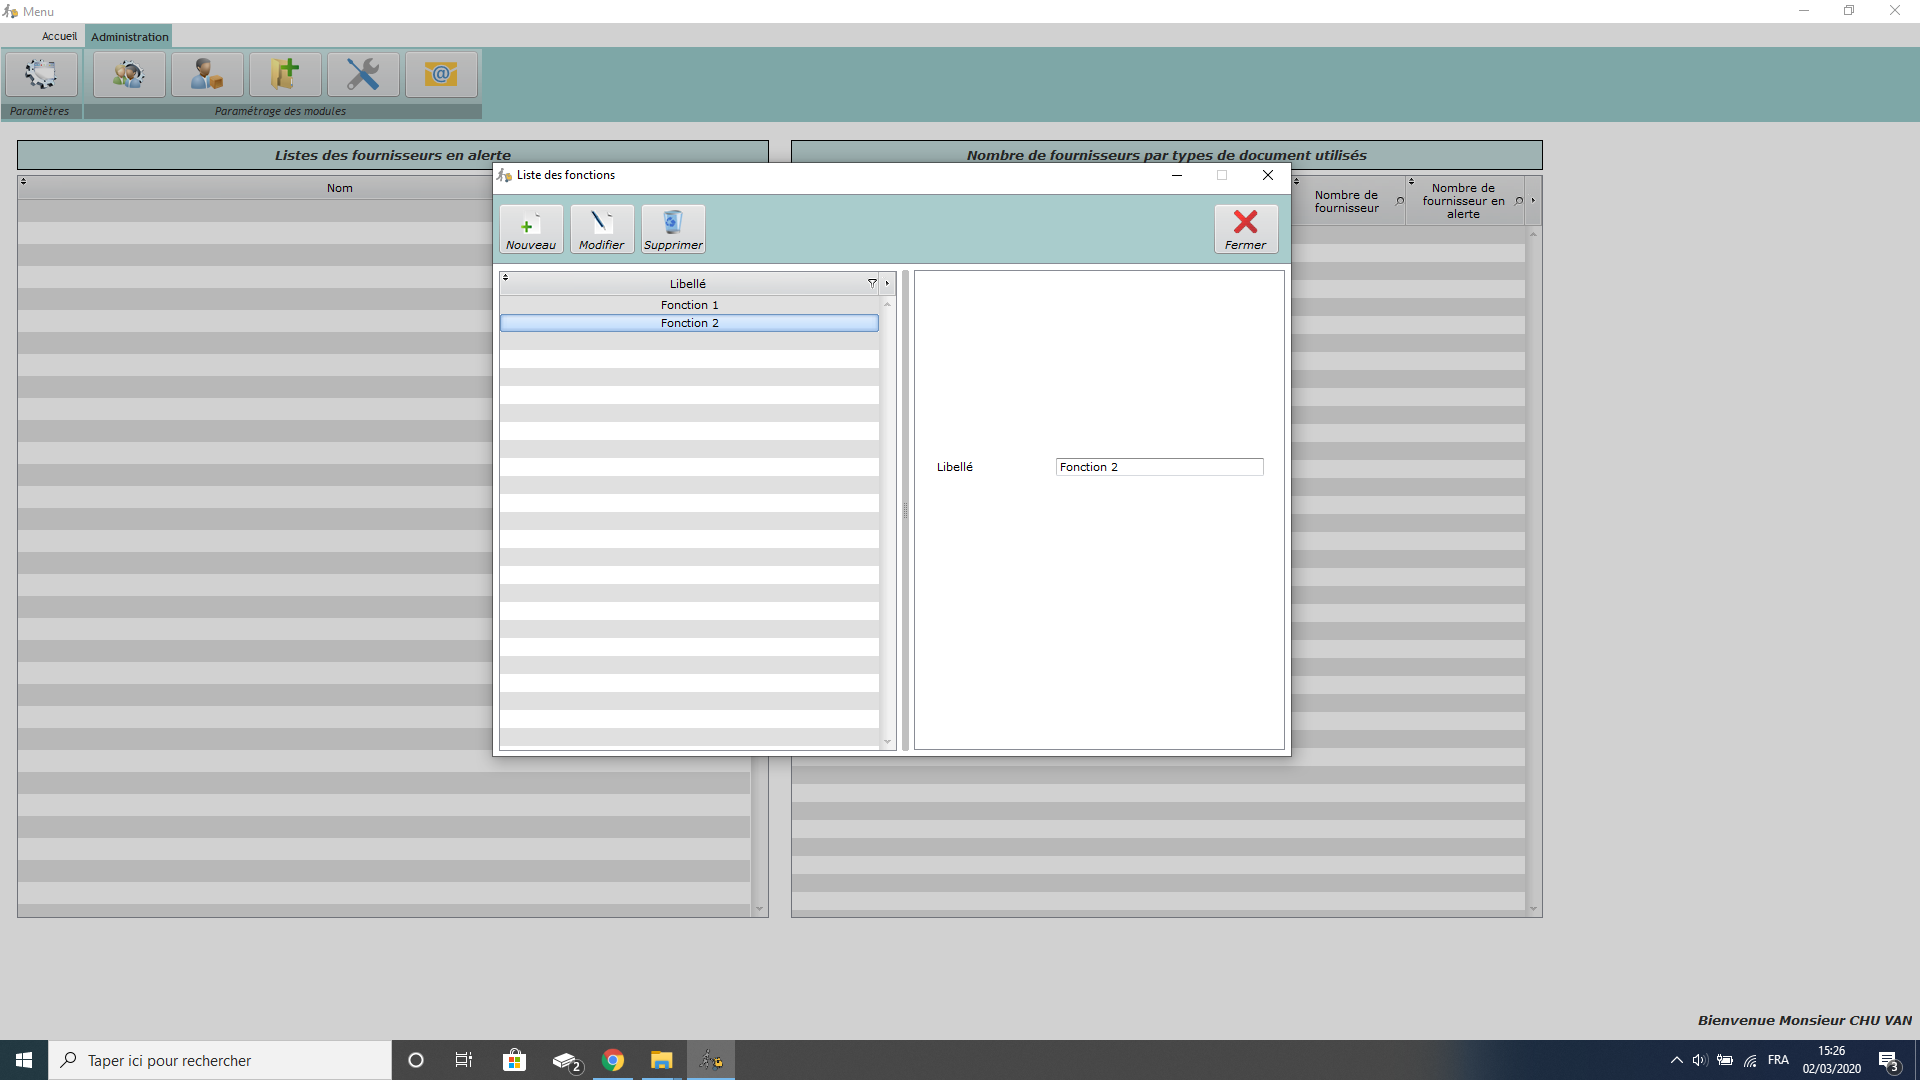 Menu
Accueil
Administration
Paramètres
Paramétrage des modules
Listes des fournisseurs en alerte
Nombre de fournisseurs par types de document utilisés
Nom
Nombre de fournisseur
Nombre de fournisseur en alerte
Liste des fonctions
Nouveau
Modifier
Supprimer
Fermer
Libellé
Fonction 1
Fonction 2
Libellé
Fonction 2
Bienvenue Monsieur CHU VAN
Taper ici pour rechercher
2
FRA
15:26
02/03/2020
3